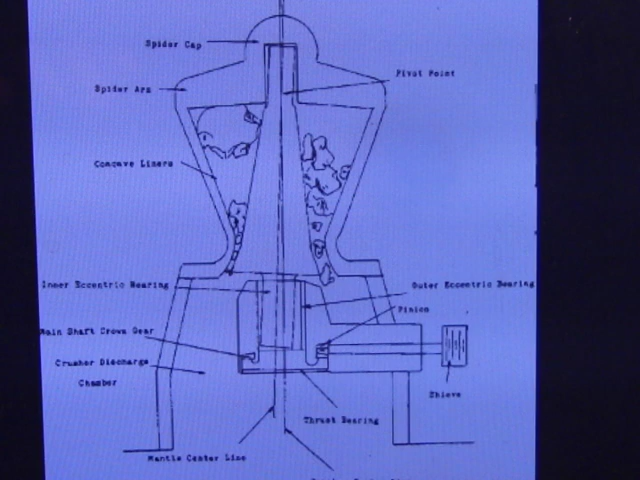 Spider Cap
Pivot Point
Spider Arm
Concave Liners
Inner Eccentric Bearing
Outer Eccentric Bearing
Pinion
Main Shaft Crown Gear
Crusher Discharge
Chamber
Shieve
Thrust Bearing
Mantle Center Line